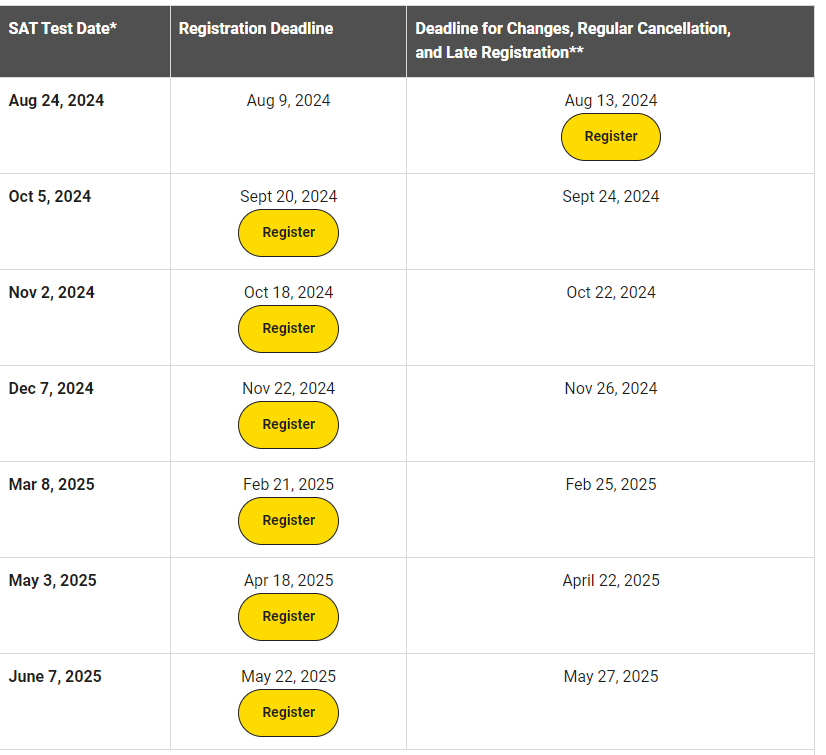 SAT Test Date*
Registration Deadline
Deadline for Changes, Regular Cancellation,
and Late Registration**
Aug 24, 2024
Aug 9, 2024
Aug 13, 2024
Register
Oct 5, 2024
Sept 20, 2024
Register
Sept 24, 2024
Nov 2, 2024
Oct 18, 2024
Register
Oct 22, 2024
Dec 7, 2024
Nov 22, 2024
Register
Nov 26, 2024
Mar 8, 2025
Feb 21, 2025
Register
Feb 25, 2025
May 3, 2025
Apr 18, 2025
Register
April 22, 2025
June 7, 2025
May 22, 2025
Register
May 27, 2025